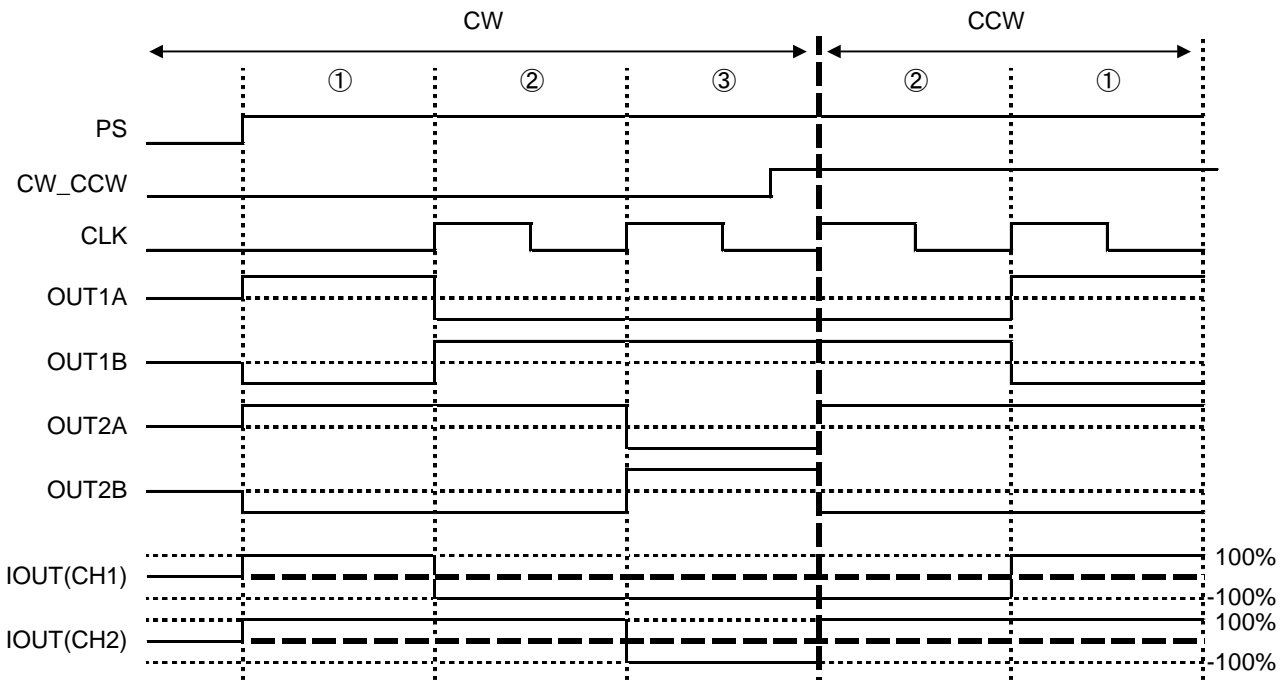 CW CCW
① ② ③ ② ①
PS
CW_CCW
CLK
OUT1A
OUT1B
OUT2A
OUT2B
IOUT(CH1) 100%
-100%
IOUT(CH2) 100%
-100%